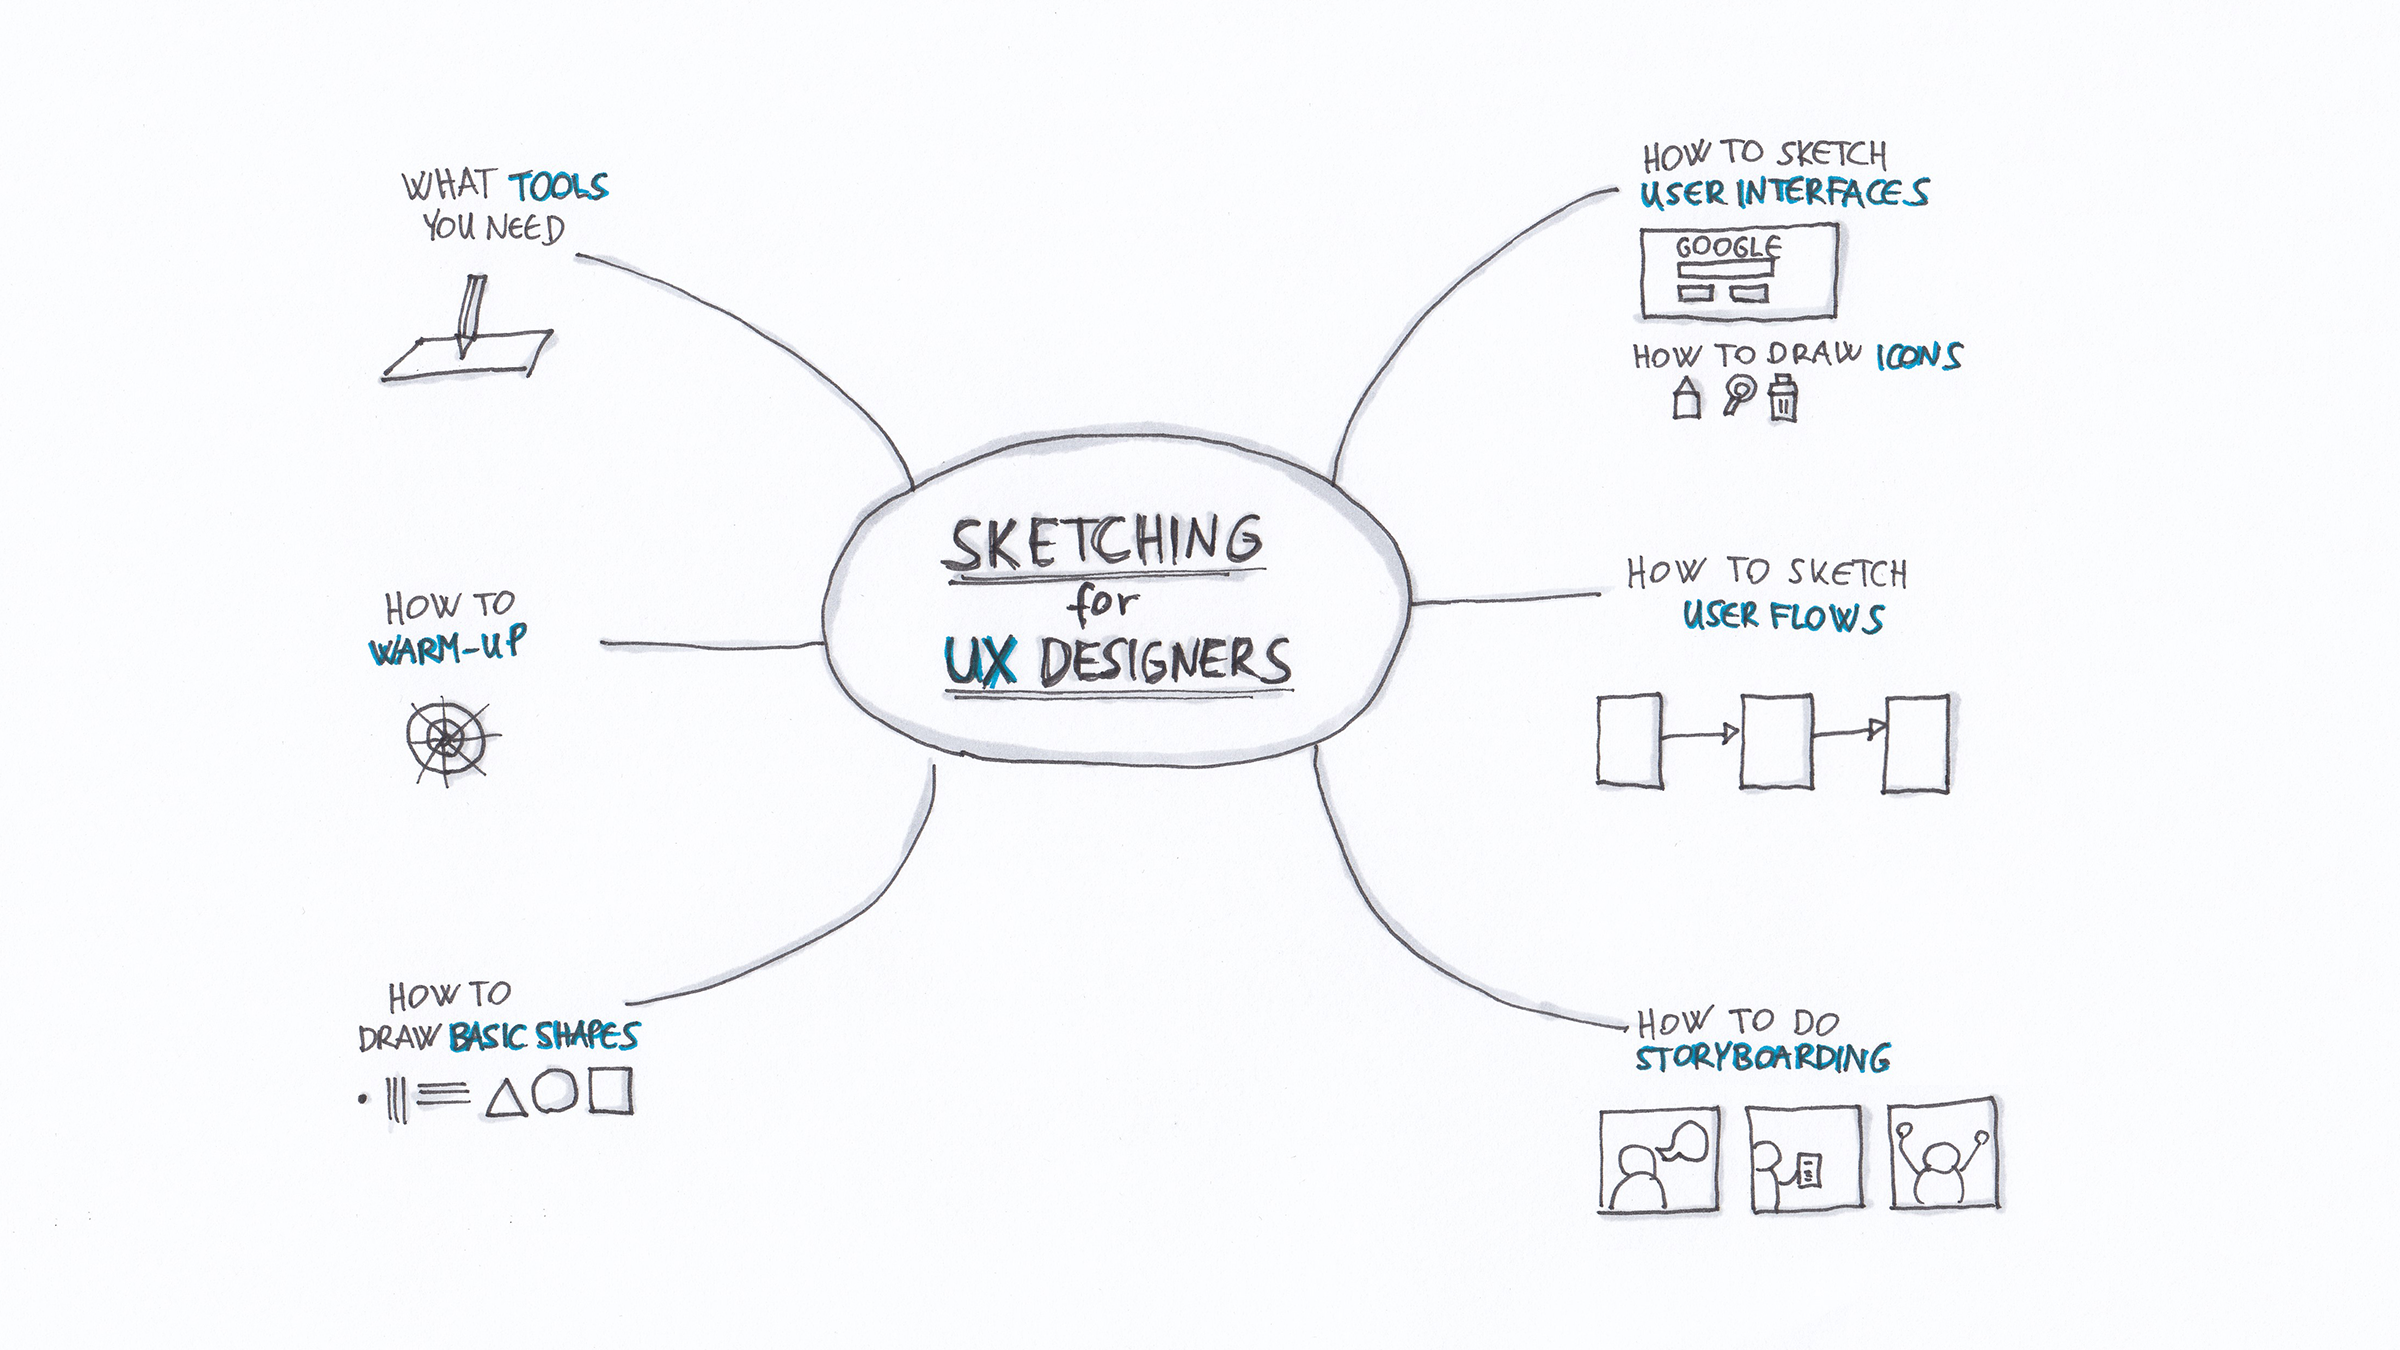 WHAT TOOLS
YOU NEED
HOW TO
WARM-UP
HOW TO
DRAW BASIC SHAPES
SKETCHING
for
UX DESIGNERS
HOW TO SKETCH
USER INTERFACES
GOOGLE
HOW TO DRAW ICONS
HOW TO SKETCH
USER FLOWS
HOW TO DO
STORYBOARDING